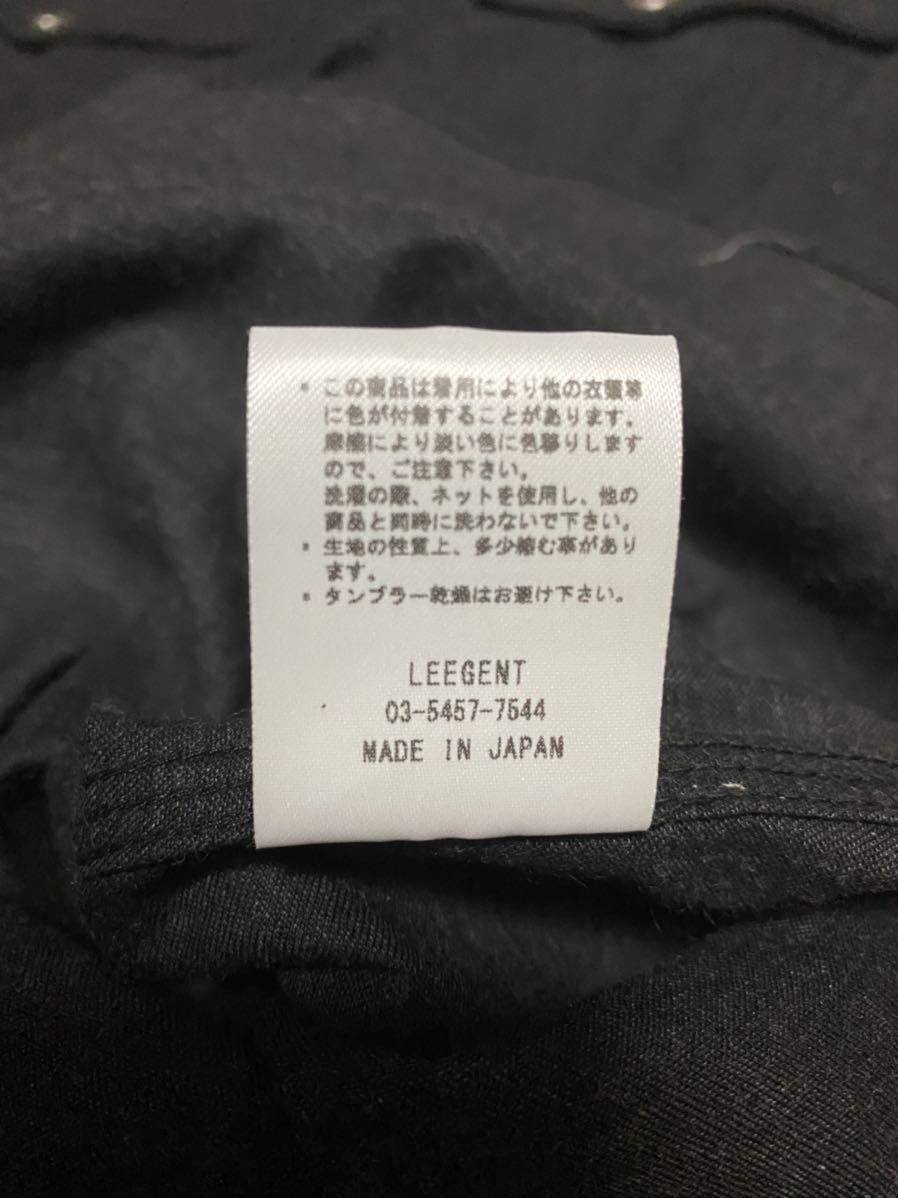 ・この商品は着用により他の衣類等
に色が付着することがあります。
摩擦により淡い色に色移りします
ので、ご注意下さい。
洗濯の際、ネットを使用し、他の
商品と同時に洗わないで下さい。
・生地の性質上、多少縮む事があり
ます。
・タンブラー乾燥はお避け下さい。
LEEGENT
03-5457-7544
MADE IN JAPAN